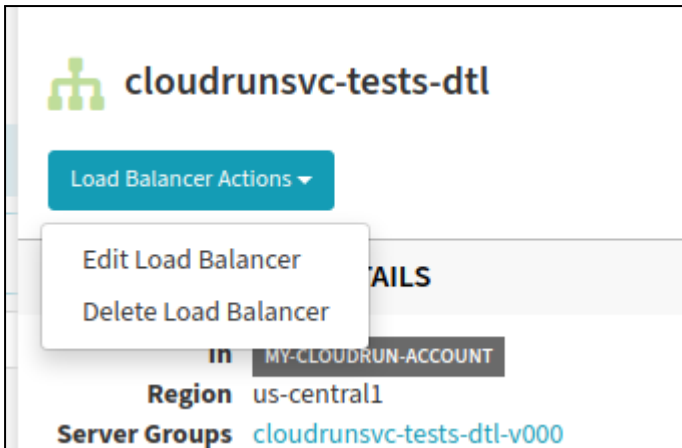 cloudrunsvc-tests-dtl
Load Balancer Actions
Edit Load Balancer
Delete Load Balancer
TAILS
In MY-CLOUDRUN-ACCOUNT
Region us-central1
Server Groups cloudrunsvc-tests-dtl-v000